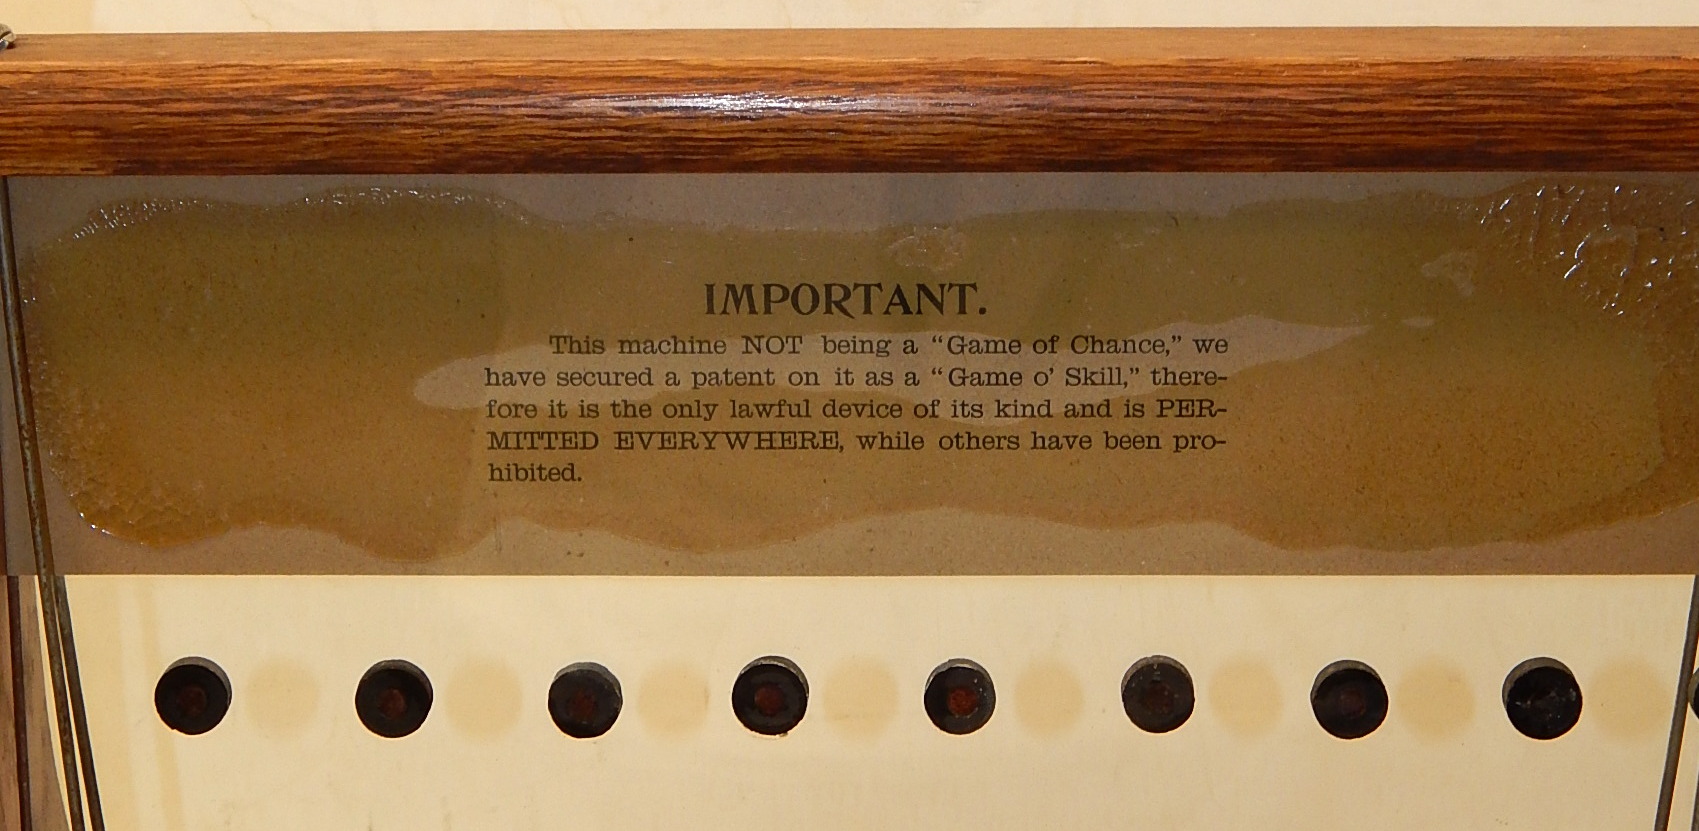 IMPORTANT.
This machine NOT being a “Game of Chance,” we
have secured a patent on it as a “Game o’ Skill,” there-
fore it is the only lawful device of its kind and is PER-
MITTED EVERYWHERE, while others have been pro-
hibited.